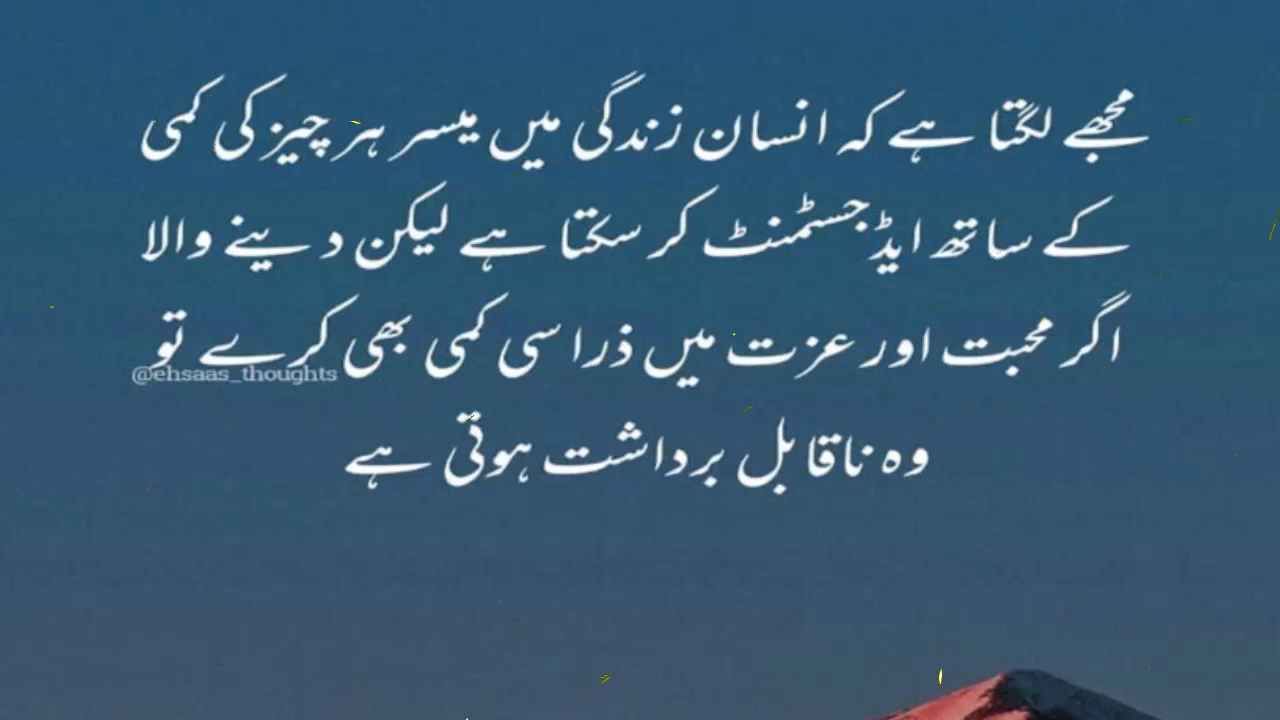 مجھے لگتا ہے کہ انسان زندگی میں میسر ہر چیز کی کمی
کے ساتھ ایڈجسٹمنٹ کر سکتا ہے لیکن دینے والا
اگر محبت اور عزت میں ذرا سی کمی بھی کرے تو
@ehsaas_thoughts
وہ ناقابل برداشت ہوتی ہے